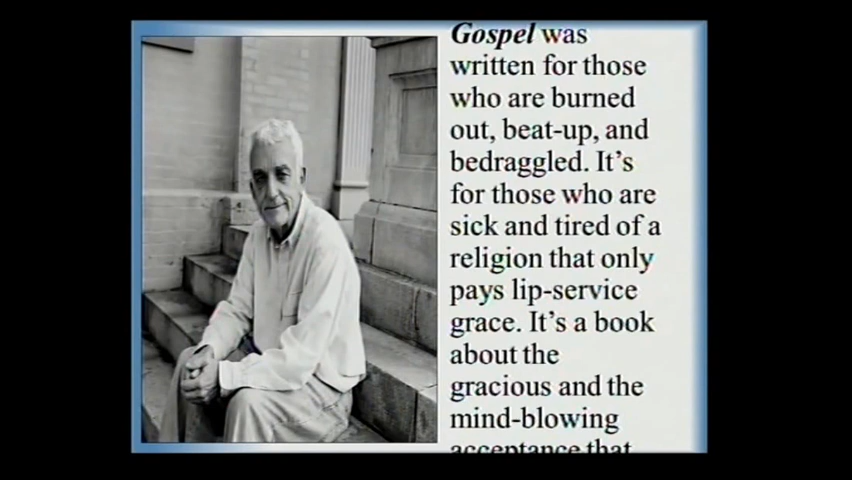 Gospel was
written for those
who are burned
out, beat-up, and
bedraggled. It's
for those who are
sick and tired of a
religion that only
pays lip-service
grace. It's a book
about the
gracious and the
mind-blowing
acceptance that